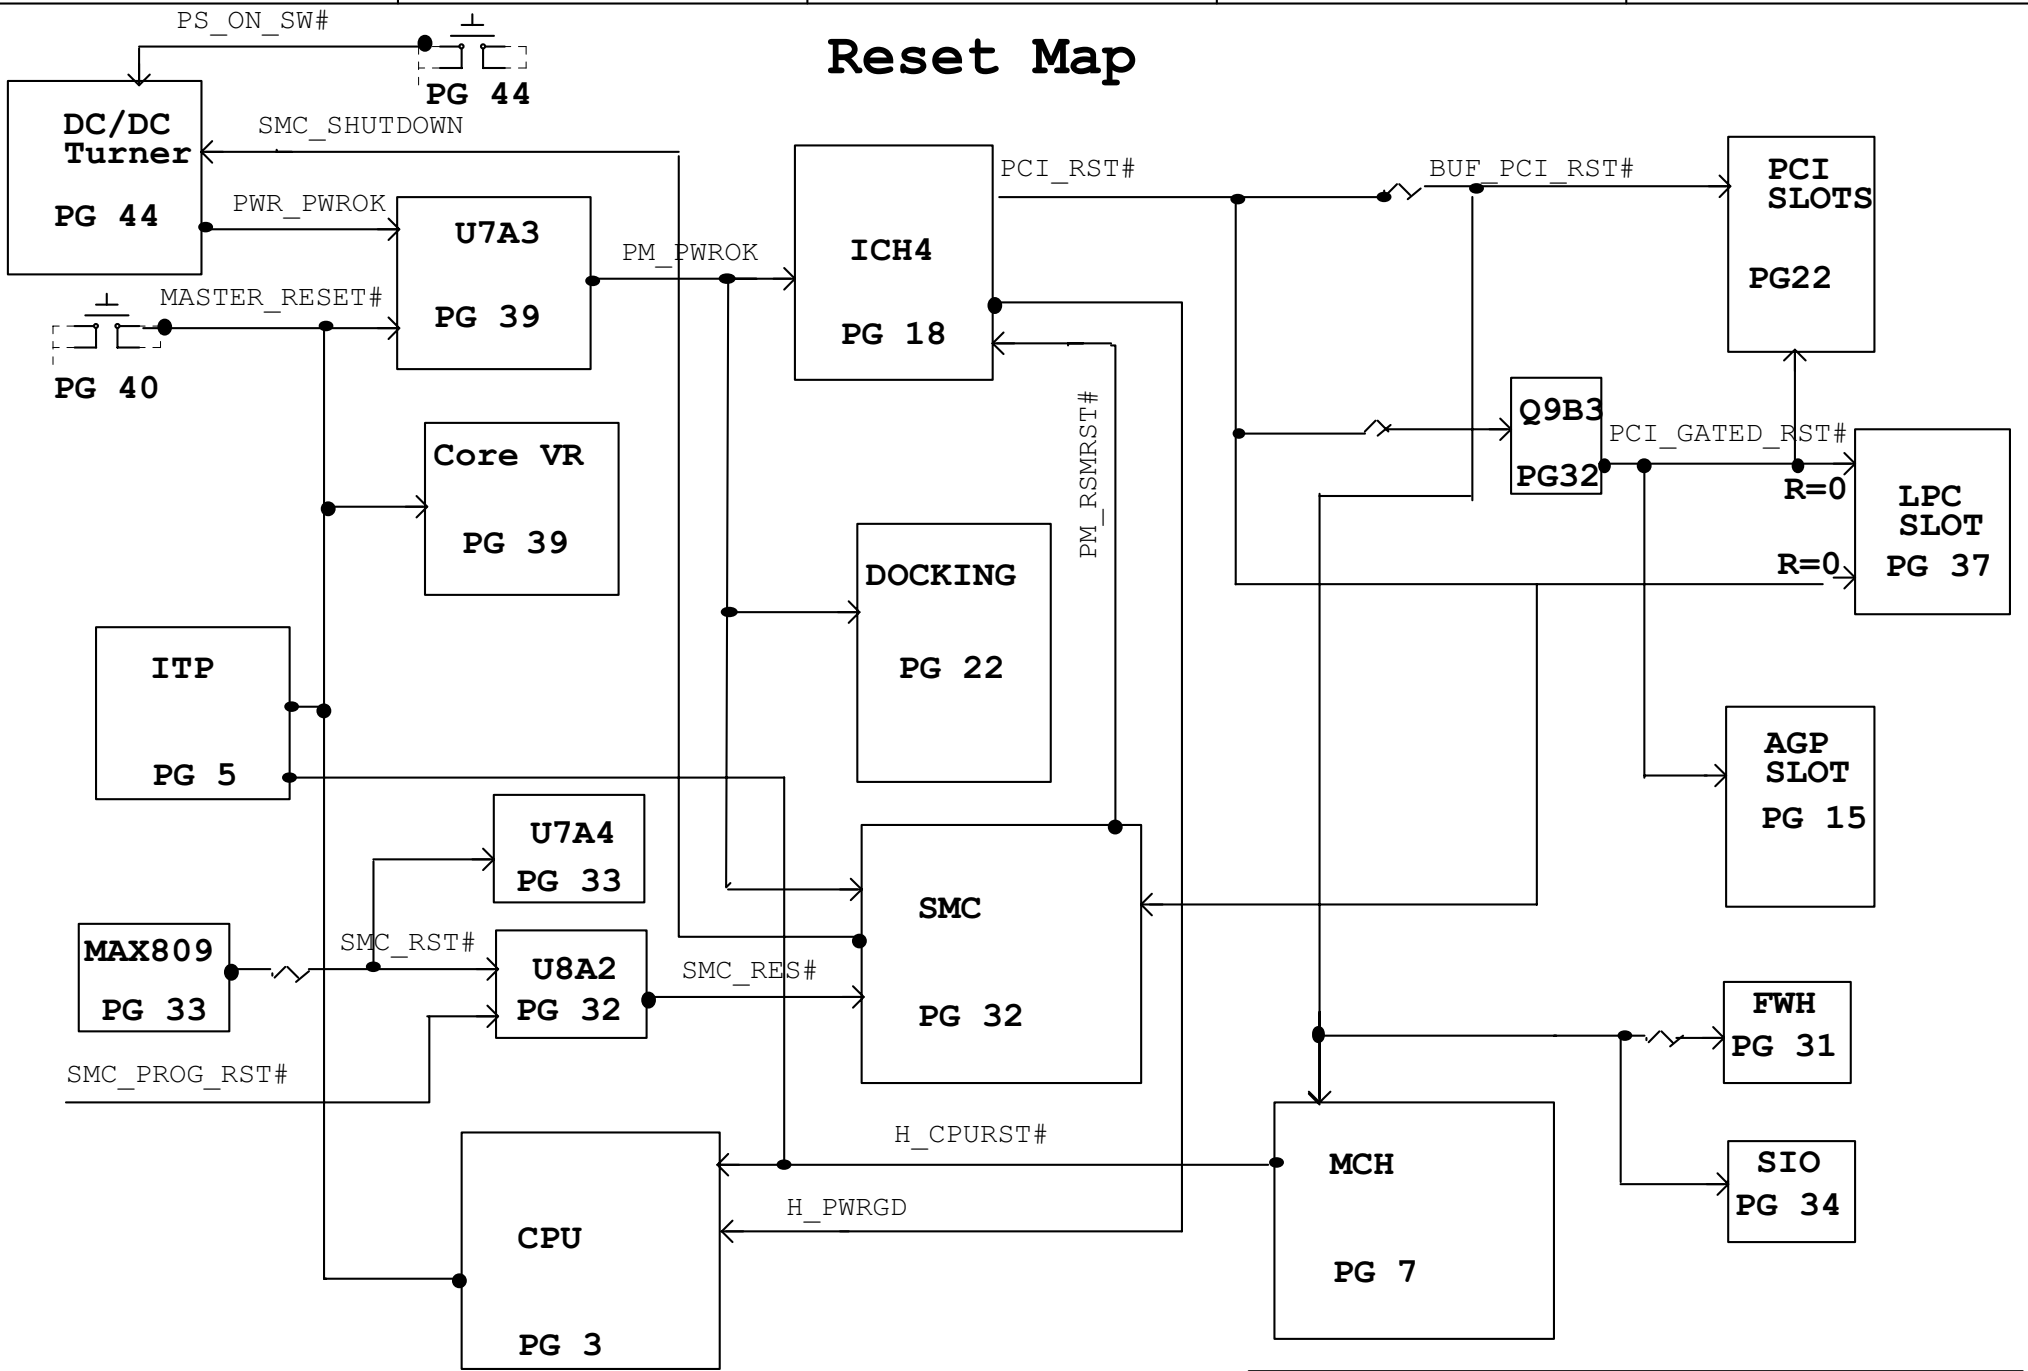 PS_ON_SW#
Reset Map
PG 44
DC/DC
Turner
PG 44
SMC_SHUTDOWN
PWR_PWROK
U7A3
PG 39
PM_PWROK
ICH4
PG 18
PCI_RST#
BUF_PCI_RST#
PCI
SLOTS
PG22
MASTER_RESET#
PG 40
Core VR
PG 39
PM_RSMRST#
Q9B3
PG32
PCI_GATED_RST#
R=0
R=0
LPC
SLOT
PG 37
DOCKING
PG 22
ITP
PG 5
AGP
SLOT
PG 15
U7A4
PG 33
MAX809
PG 33
SMC_RST#
U8A2
PG 32
SMC_RES#
SMC
PG 32
SMC_PROG_RST#
FWH
PG 31
H_CPURST#
MCH
PG 7
SIO
PG 34
H_PWRGD
CPU
PG 3